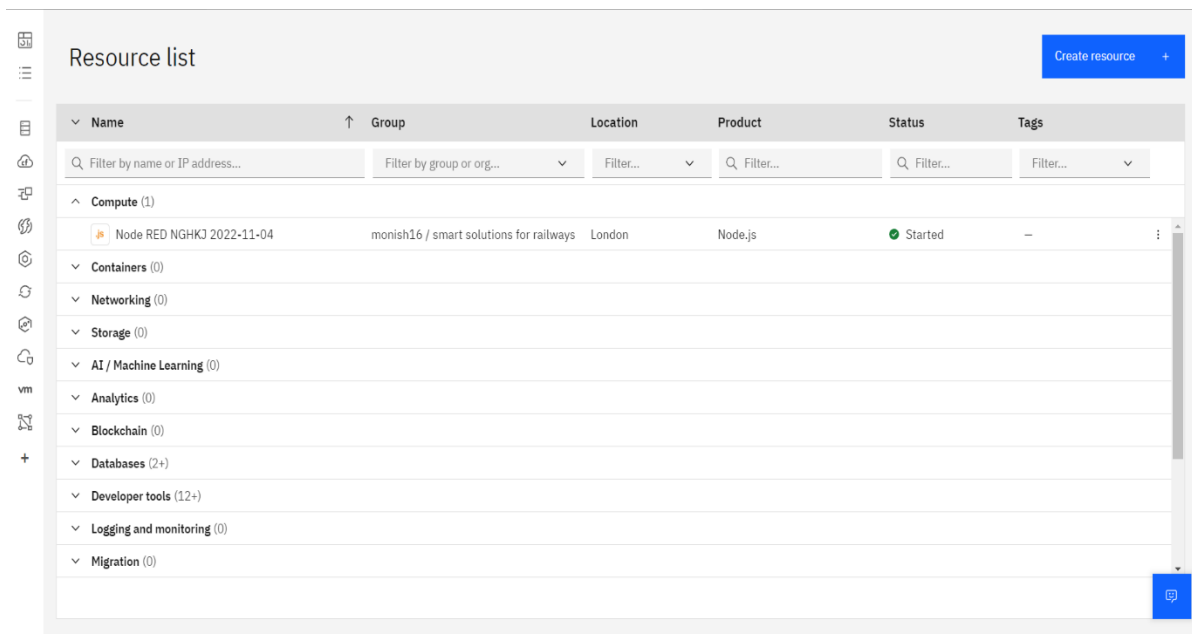 Resource list
Create resource +
Name Group Location Product Status Tags
Filter by name or IP address... Filter by group or org... Filter... Filter... Filter... Filter...
Compute (1)
JS Node RED NGHKJ 2022-11-04 monish16 / smart solutions for railways London Node.js Started –
Containers (0)
Networking (0)
Storage (0)
AI / Machine Learning (0)
vm
Analytics (0)
Blockchain (0)
Databases (2+)
Developer tools (12+)
Logging and monitoring (0)
Migration (0)